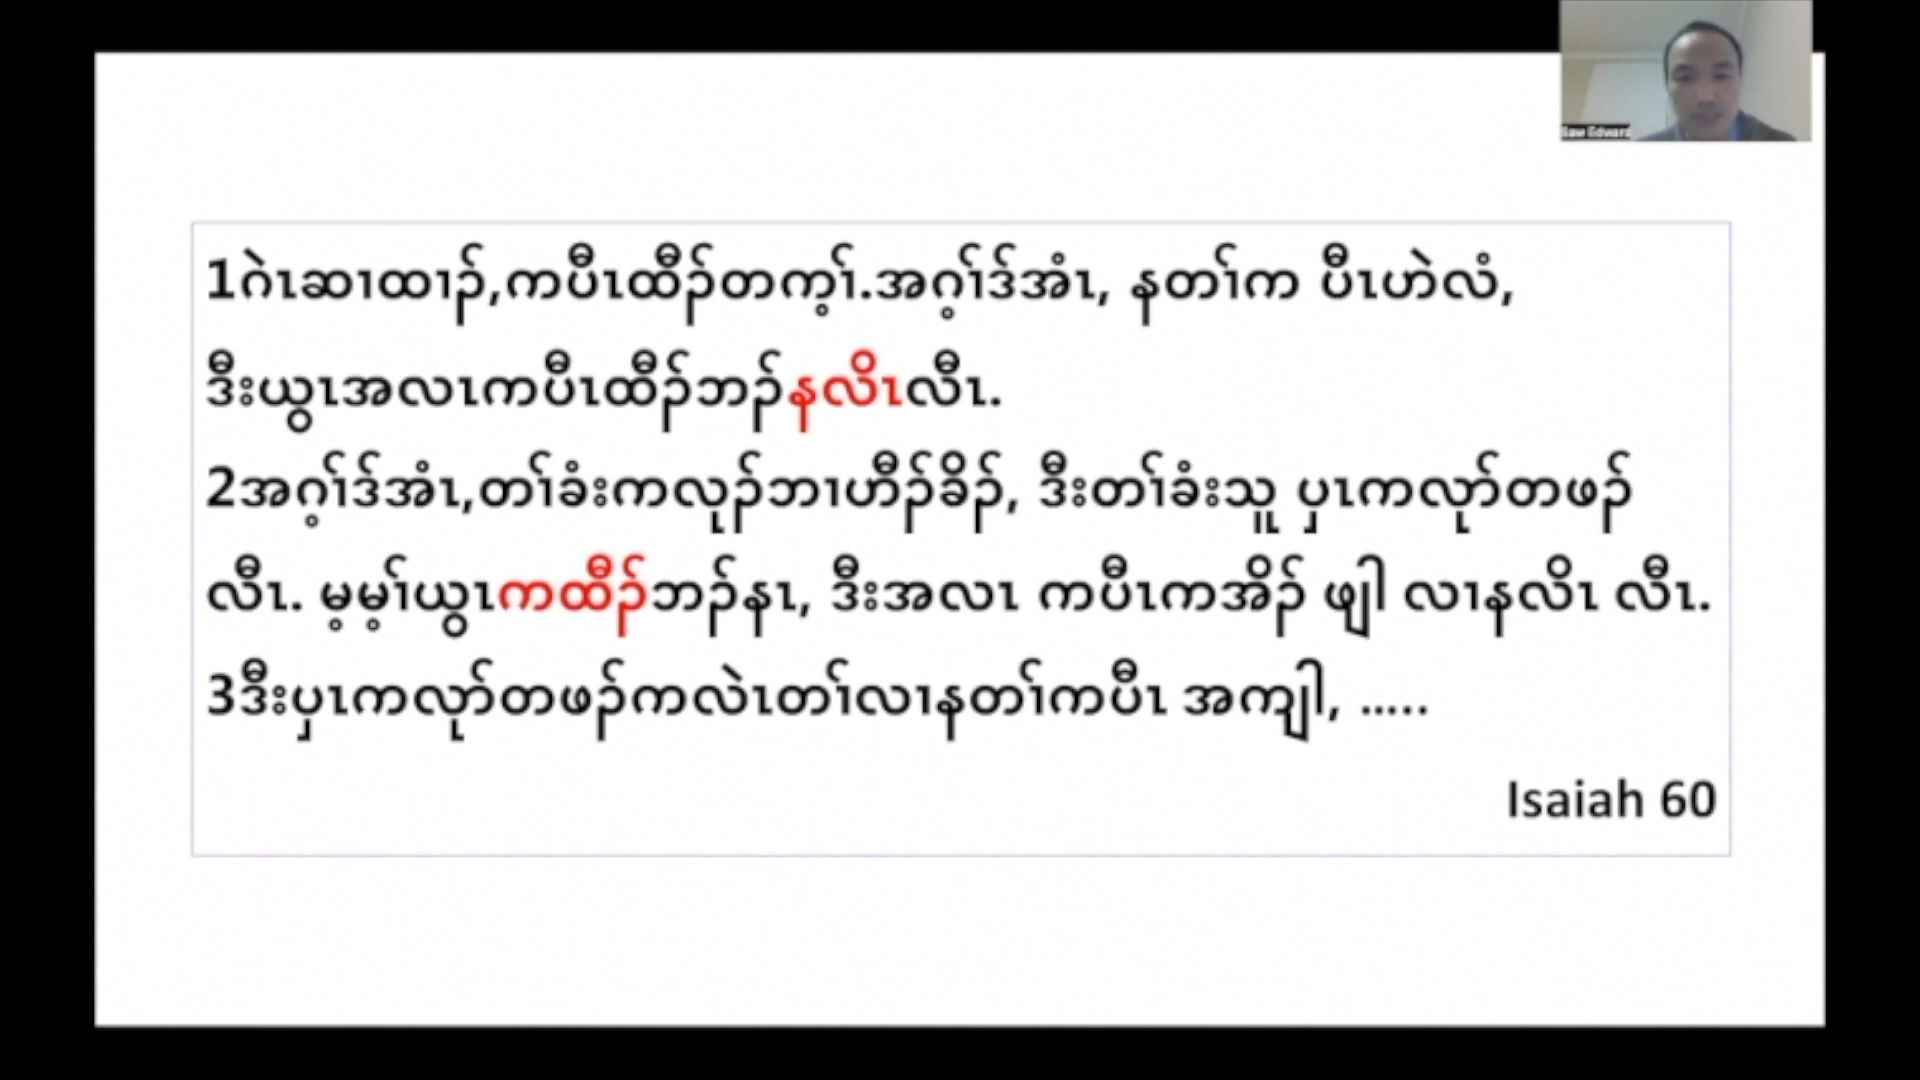 Saw Edward
1ဂဲၤဆၢထၢၣ်,ကပီၤထီၣ်တက့ၢ်.အဂ့ၢ်ဒ်အံၤ, နတၢ်က ပီၤဟဲလံ,
ဒီးယွၤအလၤကပီၤထီၣ်ဘၣ်နလိၤလီၤ.
2အဂ့ၢ်ဒ်အံၤ,တၢ်ခံးကလုၣ်ဘၢဟီၣ်ခိၣ်, ဒီးတၢ်ခံးသူ ပှၤကလုာ်တဖၣ်
လီၤ. မ့မ့ၢ်ယွၤကထီၣ်ဘၣ်နၤ, ဒီးအလၤ ကပီၤကအိၣ် ဖျါ လၢနလိၤ လီၤ.
3ဒီးပှၤကလုာ်တဖၣ်ကလဲၤတၢ်လၢနတၢ်ကပီၤ အကျါ, .....
Isaiah 60